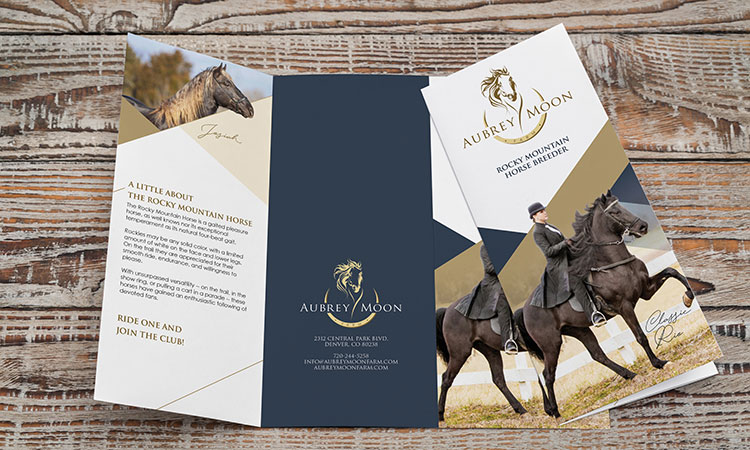 Josiah
A LITTLE ABOUT
THE ROCKY MOUNTAIN HORSE
The Rocky Mountain Horse is a gaited pleasure
horse, as well known for its exceptional
temperament as its natural four-beat gait.
Rockies may be any solid color, with a limited
amount of white on the face and lower legs.
On the trail they are appreciated for their
smooth ride, endurance, and willingness to
please.
With unsurpassed versatility – on the trail, in the
show ring, or pulling a cart in a parade – these
horses have gained an enthusiastic following of
devoted fans.
RIDE ONE AND
JOIN THE CLUB!
AUBREY MOON
2312 CENTRAL PARK BLVD.
DENVER, CO 80238
720-244-5258
INFO@AUBREYMOONFARM.COM
AUBREYMOONFARM.COM
AUBREY MOON
ROCKY MOUNTAIN
HORSE BREEDER
Classic
Rio